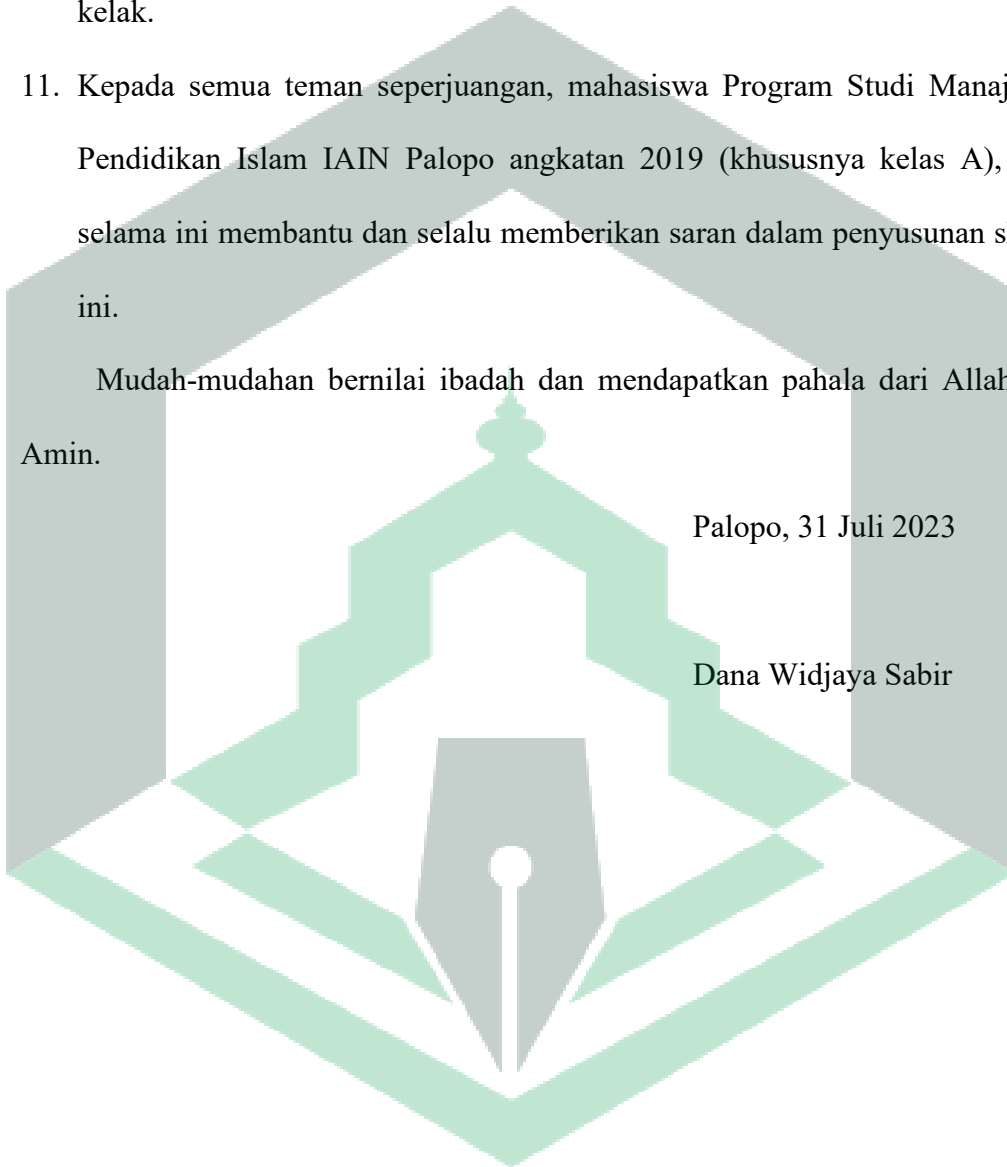 kelak.
11. Kepada semua teman seperjuangan, mahasiswa Program Studi Manaj
Pendidikan Islam IAIN Palopo angkatan 2019 (khususnya kelas A),
selama ini membantu dan selalu memberikan saran dalam penyusunan s
ini.
Mudah-mudahan bernilai ibadah dan mendapatkan pahala dari Allah
Amin.
Palopo, 31 Juli 2023
Dana Widjaya Sabir